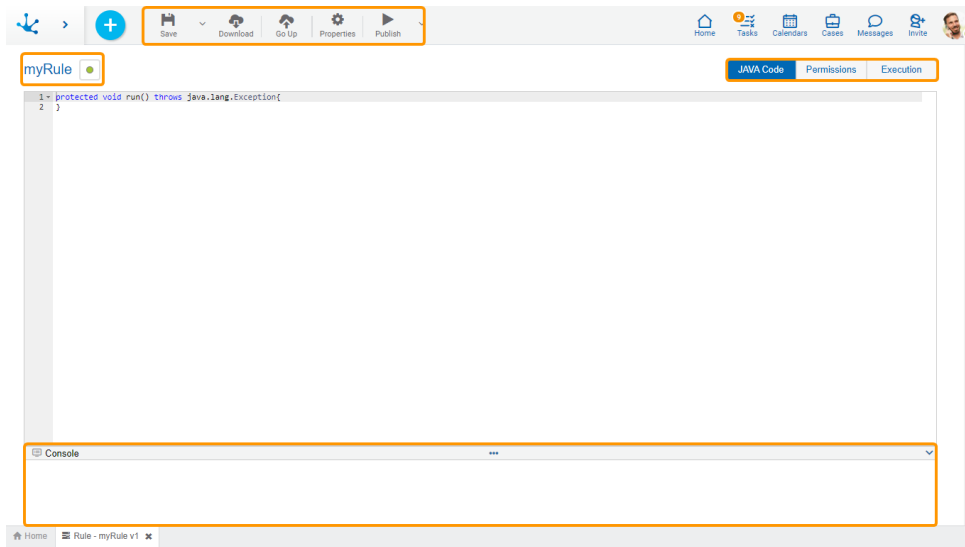 Save Download Go Up Properties Publish Home 9 Tasks Calendars Cases Messages Invite
myRule JAVA Code Permissions Execution
1 protected void run() throws java.lang.Exception{
2 }
Console
Home Rule - myRule v1